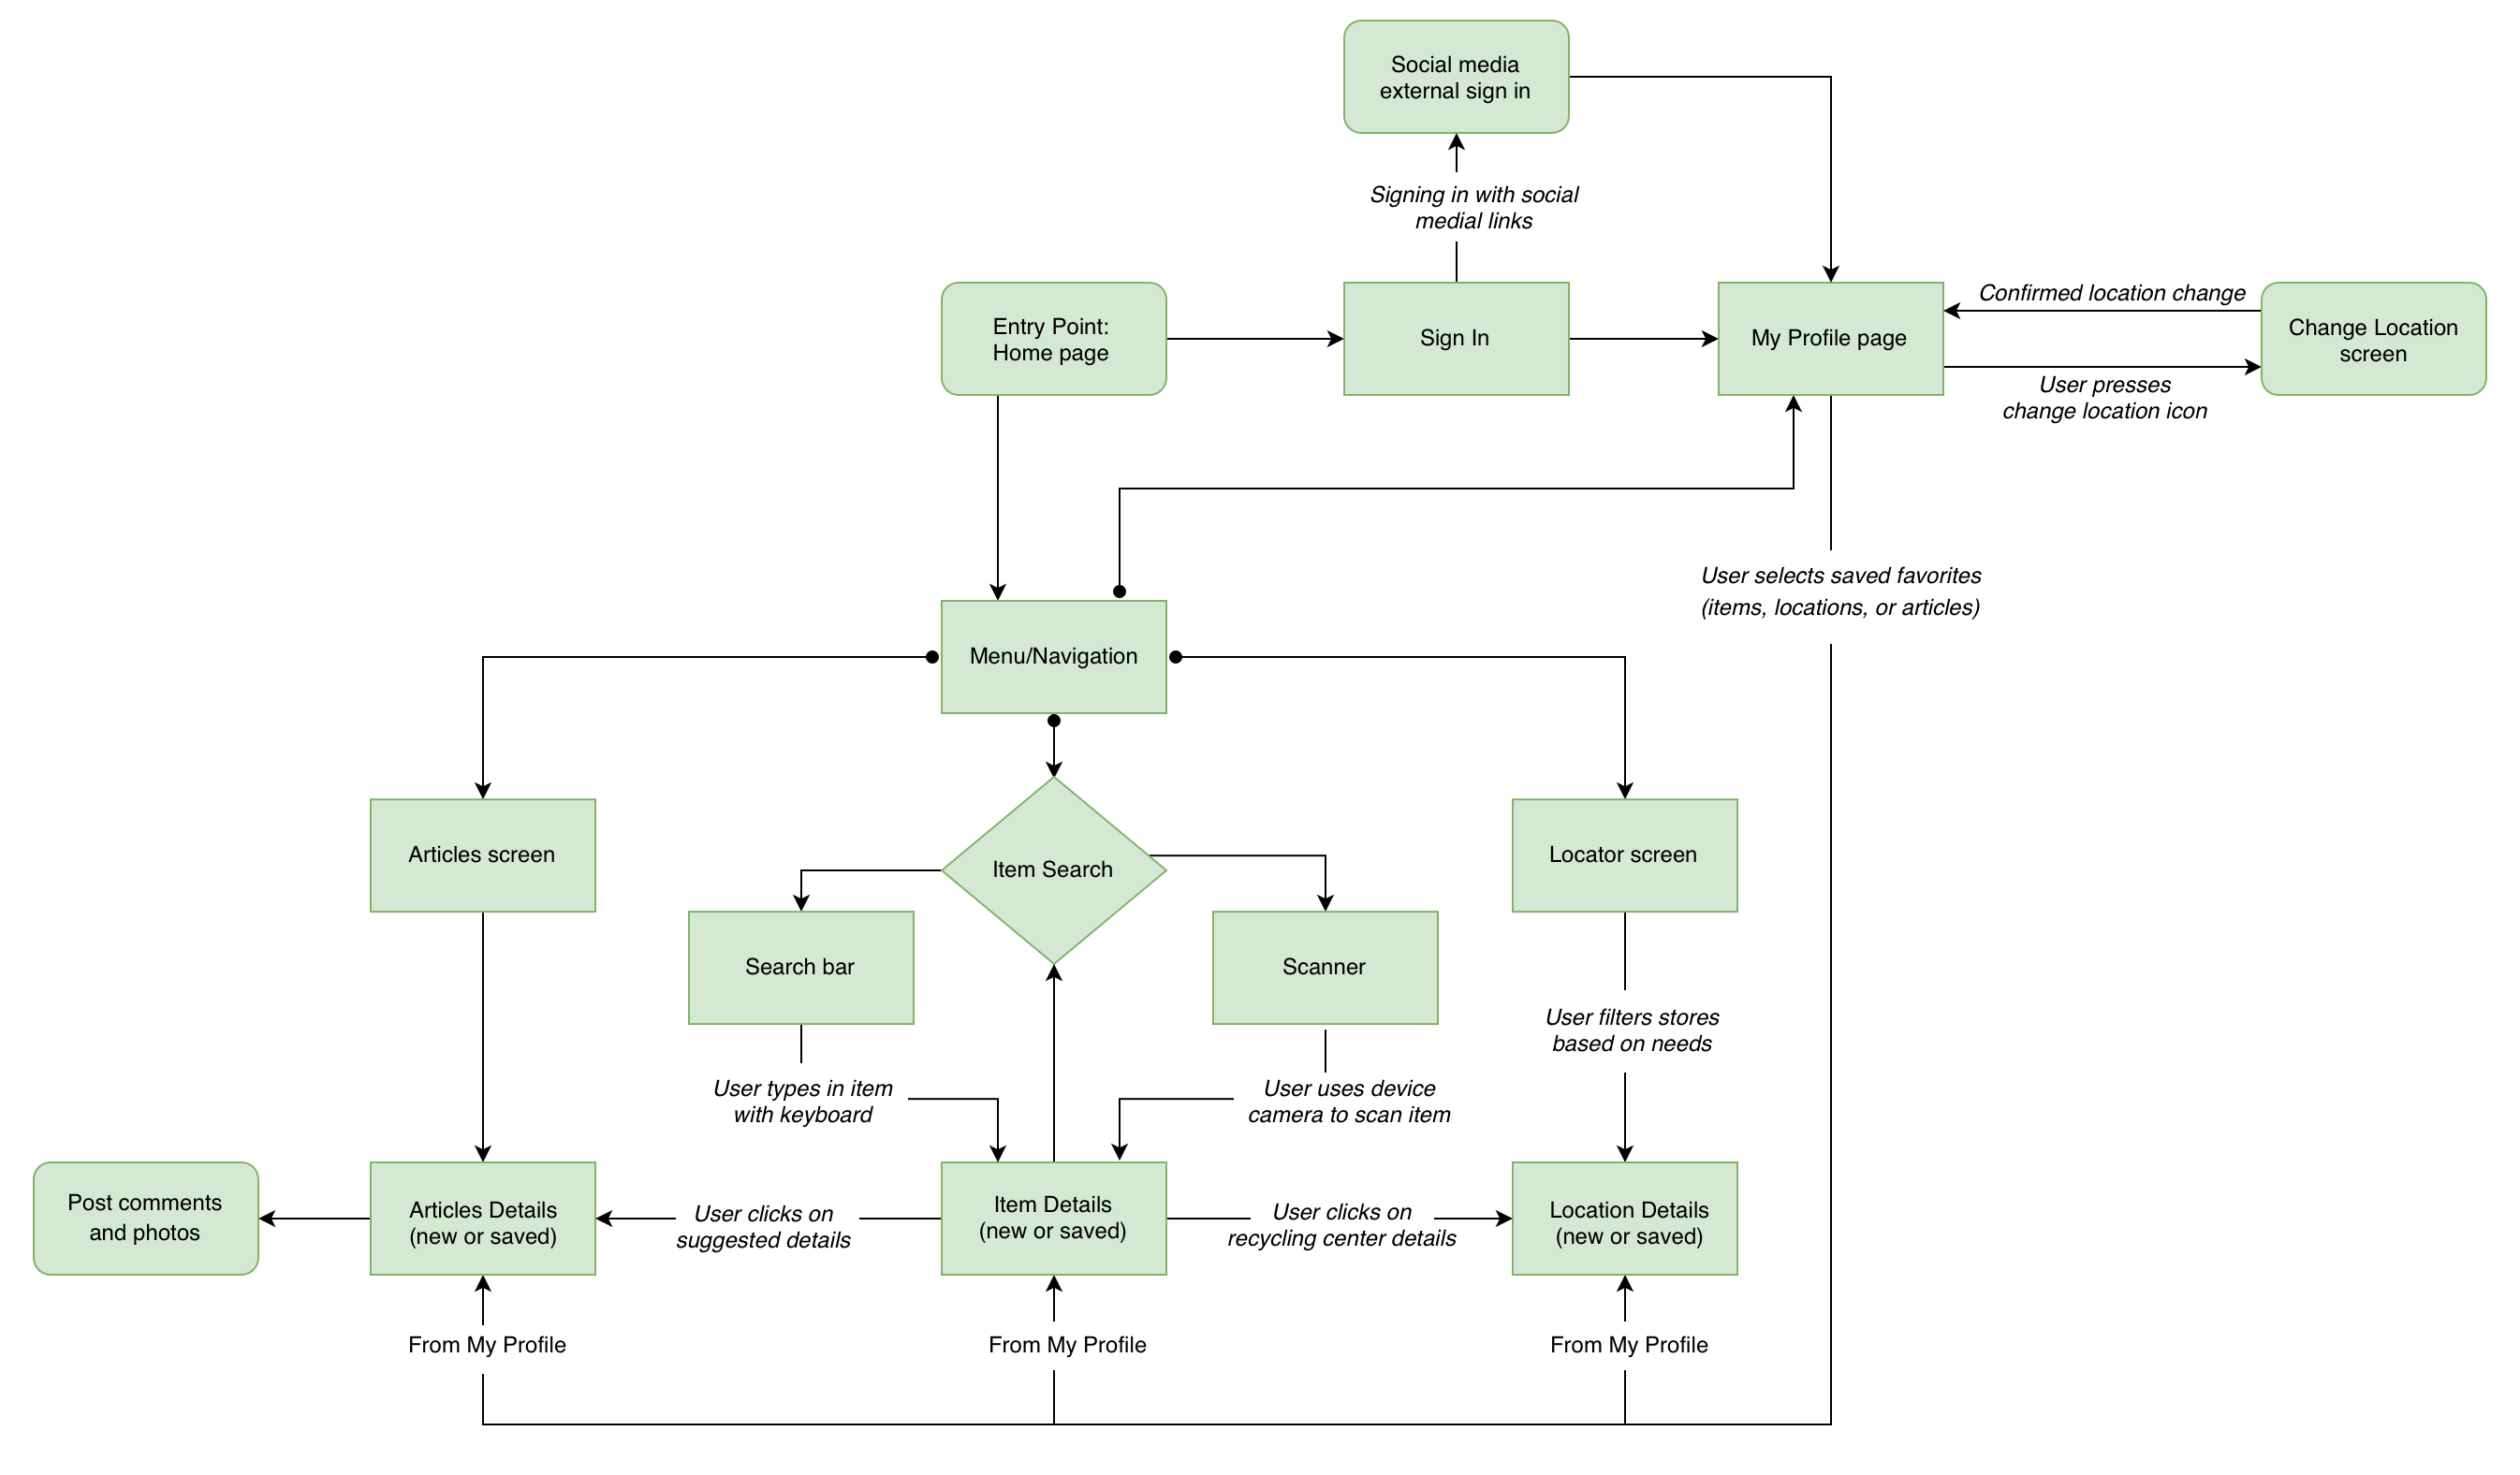 Social media
external sign in
Signing in with social
medial links
Entry Point:
Home page
Sign In
My Profile page
Confirmed location change
Change Location
screen
User presses
change location icon
User selects saved favorites
(items, locations, or articles)
Menu/Navigation
Articles screen
Item Search
Locator screen
Search bar
Scanner
User filters stores
based on needs
User types in item
with keyboard
User uses device
camera to scan item
Post comments
and photos
Articles Details
(new or saved)
User clicks on
suggested details
Item Details
(new or saved)
User clicks on
recycling center details
Location Details
(new or saved)
From My Profile
From My Profile
From My Profile